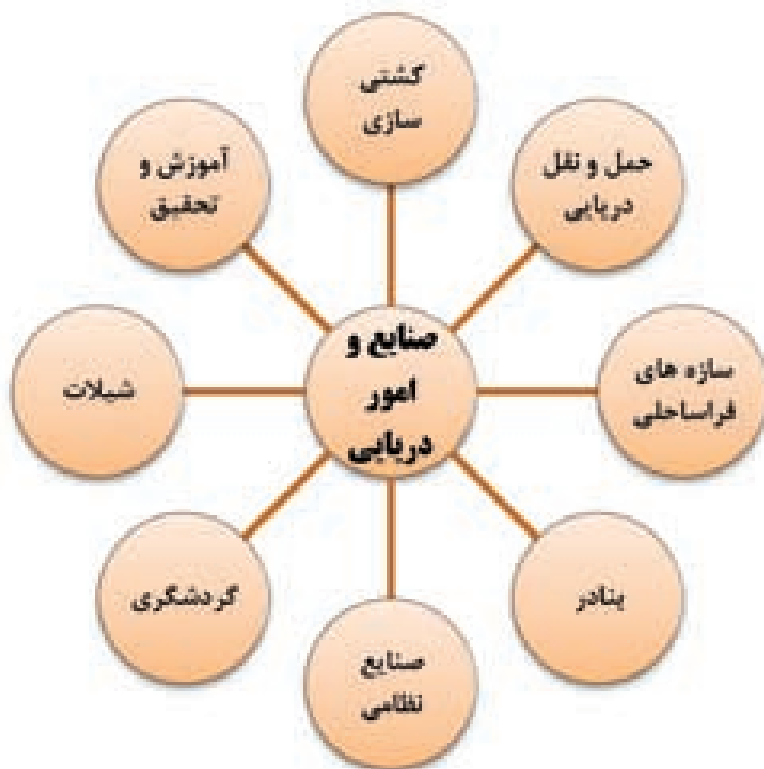 کشتی
سازی
حمل و نقل
دریایی
سازه های
فراساحلی
بنادر
صنایع
نظامی
گردشگری
شیلات
آموزش و
تحقیق
صنایع و
امور
دریایی